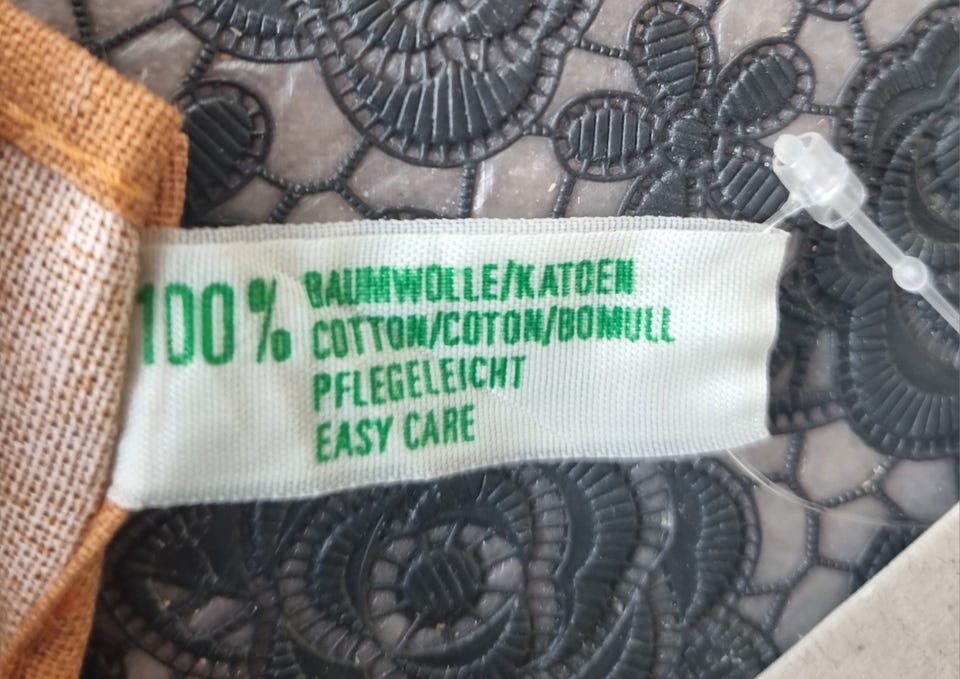 100% BAUMWOLLE/KATOEN
COTTON/COTON/BOMULL
PFLEGELEICHT
EASY CARE